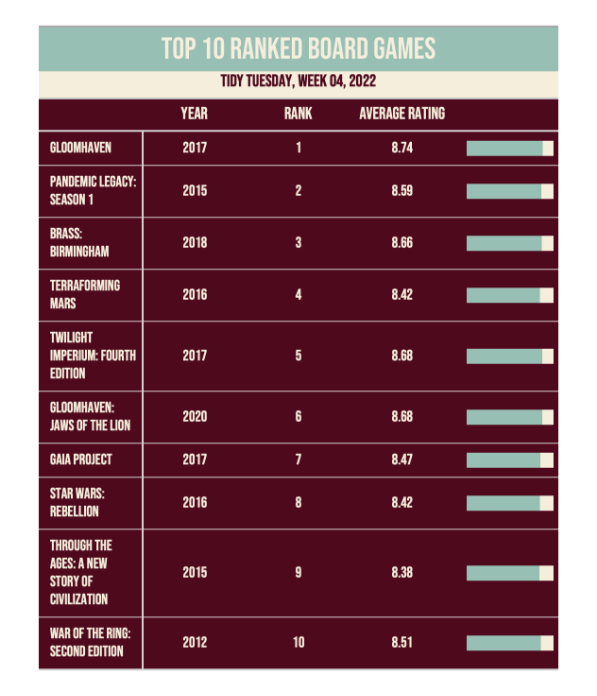 TOP 10 RANKED BOARD GAMES
TIDY TUESDAY, WEEK 04, 2022
YEAR RANK AVERAGE RATING
GLOOMHAVEN 2017 1 8.74
PANDEMIC LEGACY:
SEASON 1 2015 2 8.59
BRASS:
BIRMINGHAM 2018 3 8.66
TERRAFORMING
MARS 2016 4 8.42
TWILIGHT
IMPERIUM: FOURTH 2017 5 8.68
EDITION
GLOOMHAVEN:
JAWS OF THE LION 2020 6 8.68
GAIA PROJECT 2017 7 8.47
STAR WARS:
REBELLION 2016 8 8.42
THROUGH THE
AGES: A NEW
STORY OF 2015 9 8.38
CIVILIZATION
WAR OF THE RING:
SECOND EDITION 2012 10 8.51